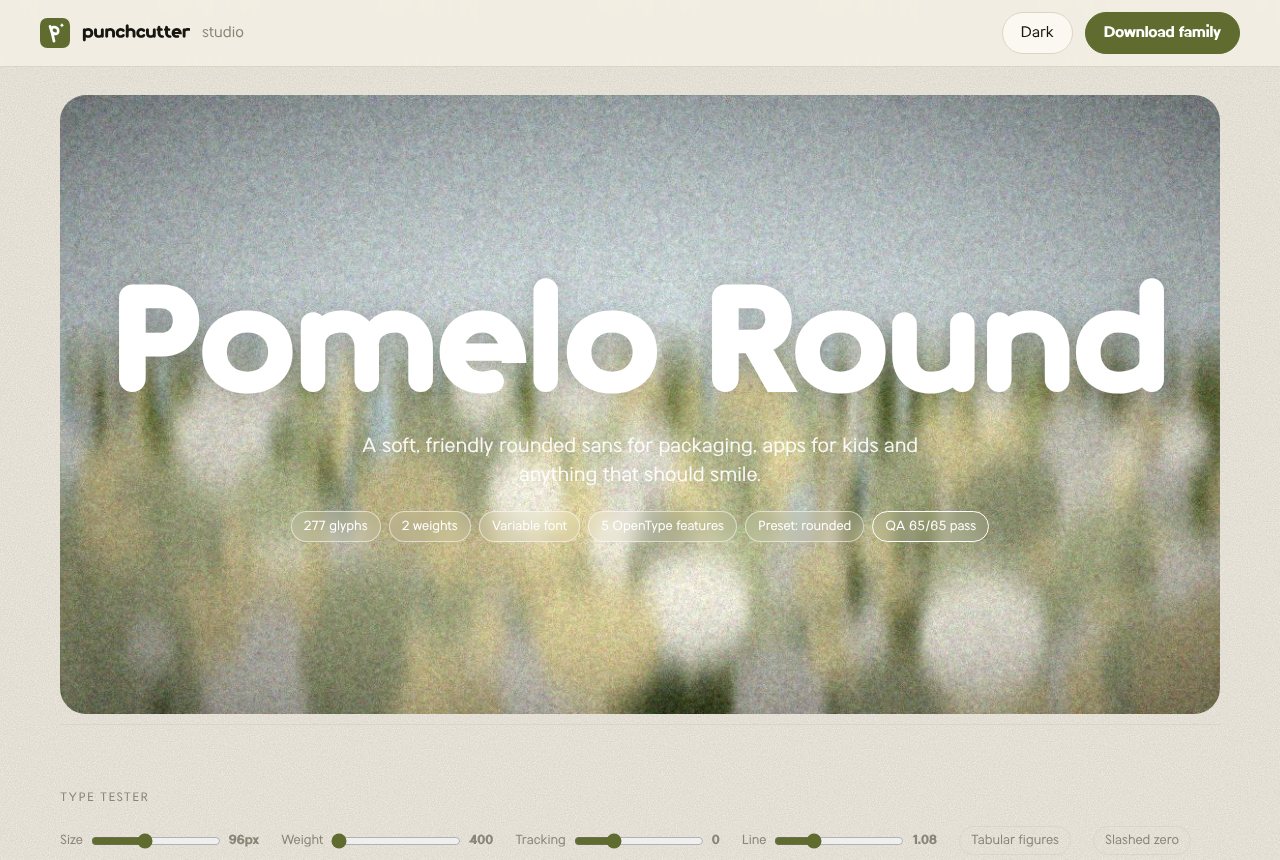 punchcutter studio
Dark
Download family
Pomelo Round
A soft, friendly rounded sans for packaging, apps for kids and
anything that should smile.
277 glyphs
2 weights
Variable font
5 OpenType features
Preset: rounded
QA 65/65 pass
TYPE TESTER
Size 96px Weight 400 Tracking 0 Line 1.08 Tabular figures Slashed zero